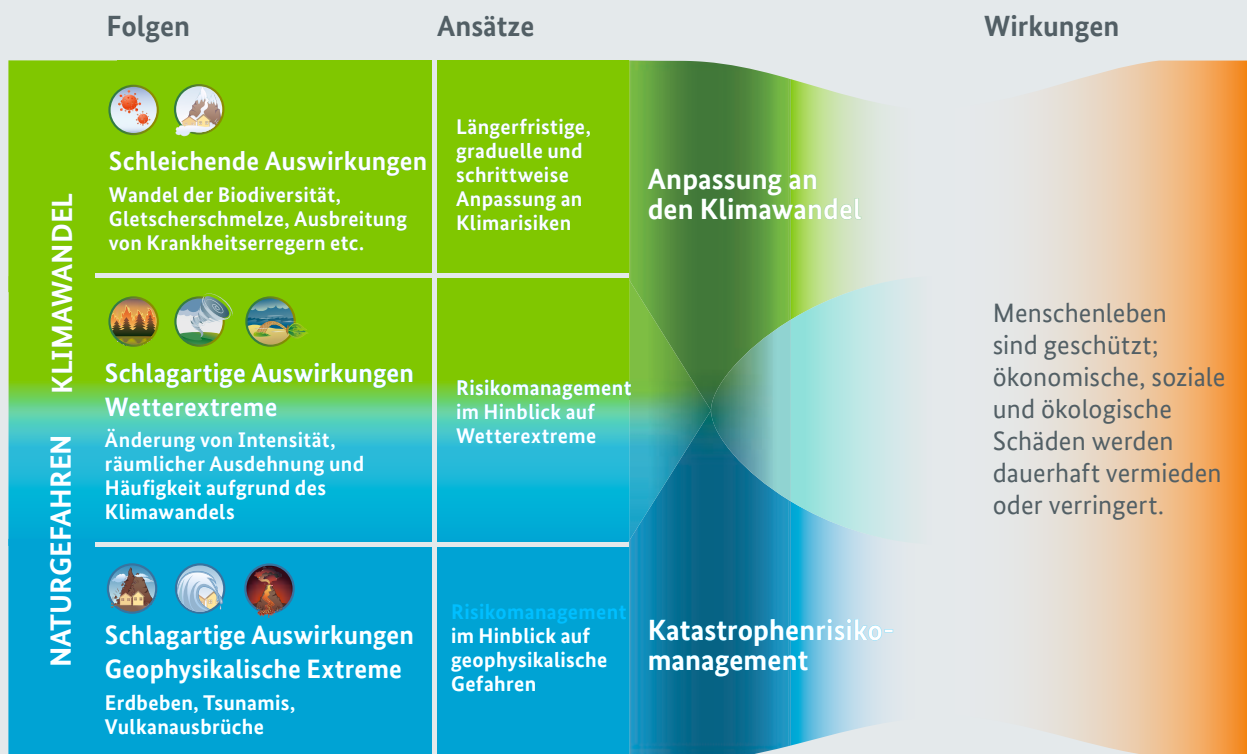 Folgen
Ansätze
Wirkungen
KLIMAWANDEL
NATURGEFAHREN
Schleichende Auswirkungen
Wandel der Biodiversität,
Gletscherschmelze, Ausbreitung
von Krankheitserregern etc.
Längerfristige,
graduelle und
schrittweise
Anpassung an
Klimarisiken
Anpassung an
den Klimawandel
Schlagartige Auswirkungen
Wetterextreme
Änderung von Intensität,
räumlicher Ausdehnung und
Häufigkeit aufgrund des
Klimawandels
Risikomanagement
im Hinblick auf
Wetterextreme
Menschenleben
sind geschützt;
ökonomische, soziale
und ökologische
Schäden werden
dauerhaft vermieden
oder verringert.
Schlagartige Auswirkungen
Geophysikalische Extreme
Erdbeben, Tsunamis,
Vulkanausbrüche
Risikomanagement
im Hinblick auf
geophysikalische
Gefahren
Katastrophenrisiko-
management